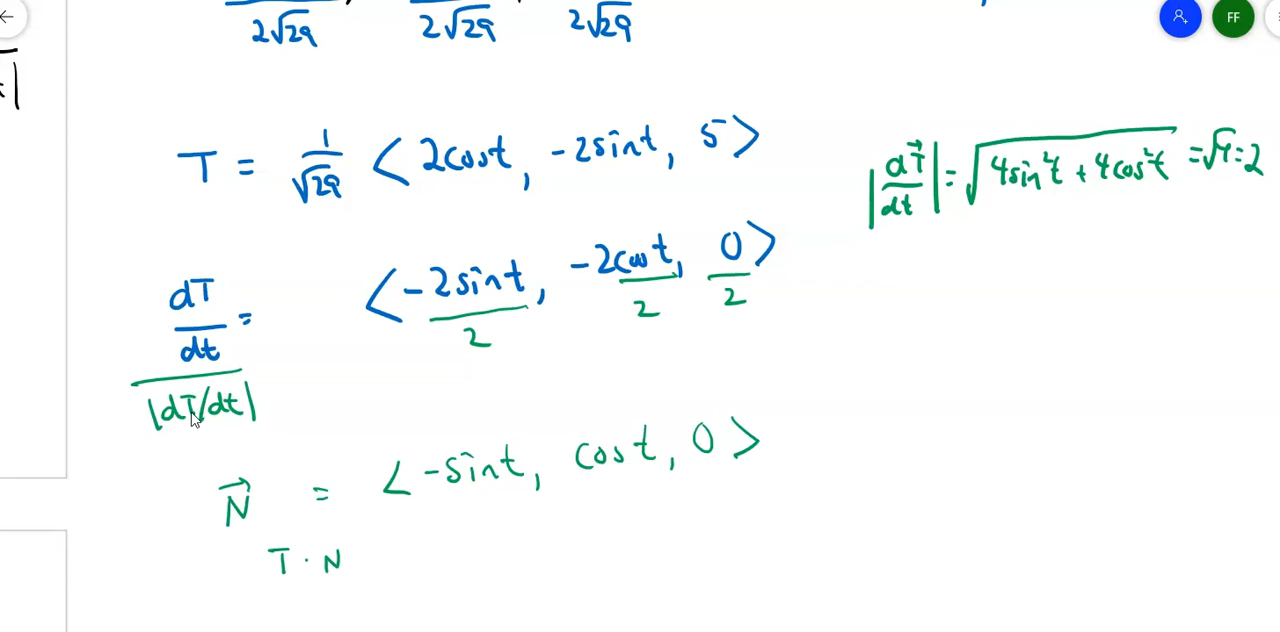 2√29 2√29 2√29
T = 1/√29 <2cost, -2sint, 5>
|dT⃗/dt| = √(4sin²t + 4cos²t) = √4 = 2
dT/dt / |dT/dt| = <-2sint/2, -2cost/2, 0/2>
N⃗ = <-sint, cost, 0>
T · N
FF